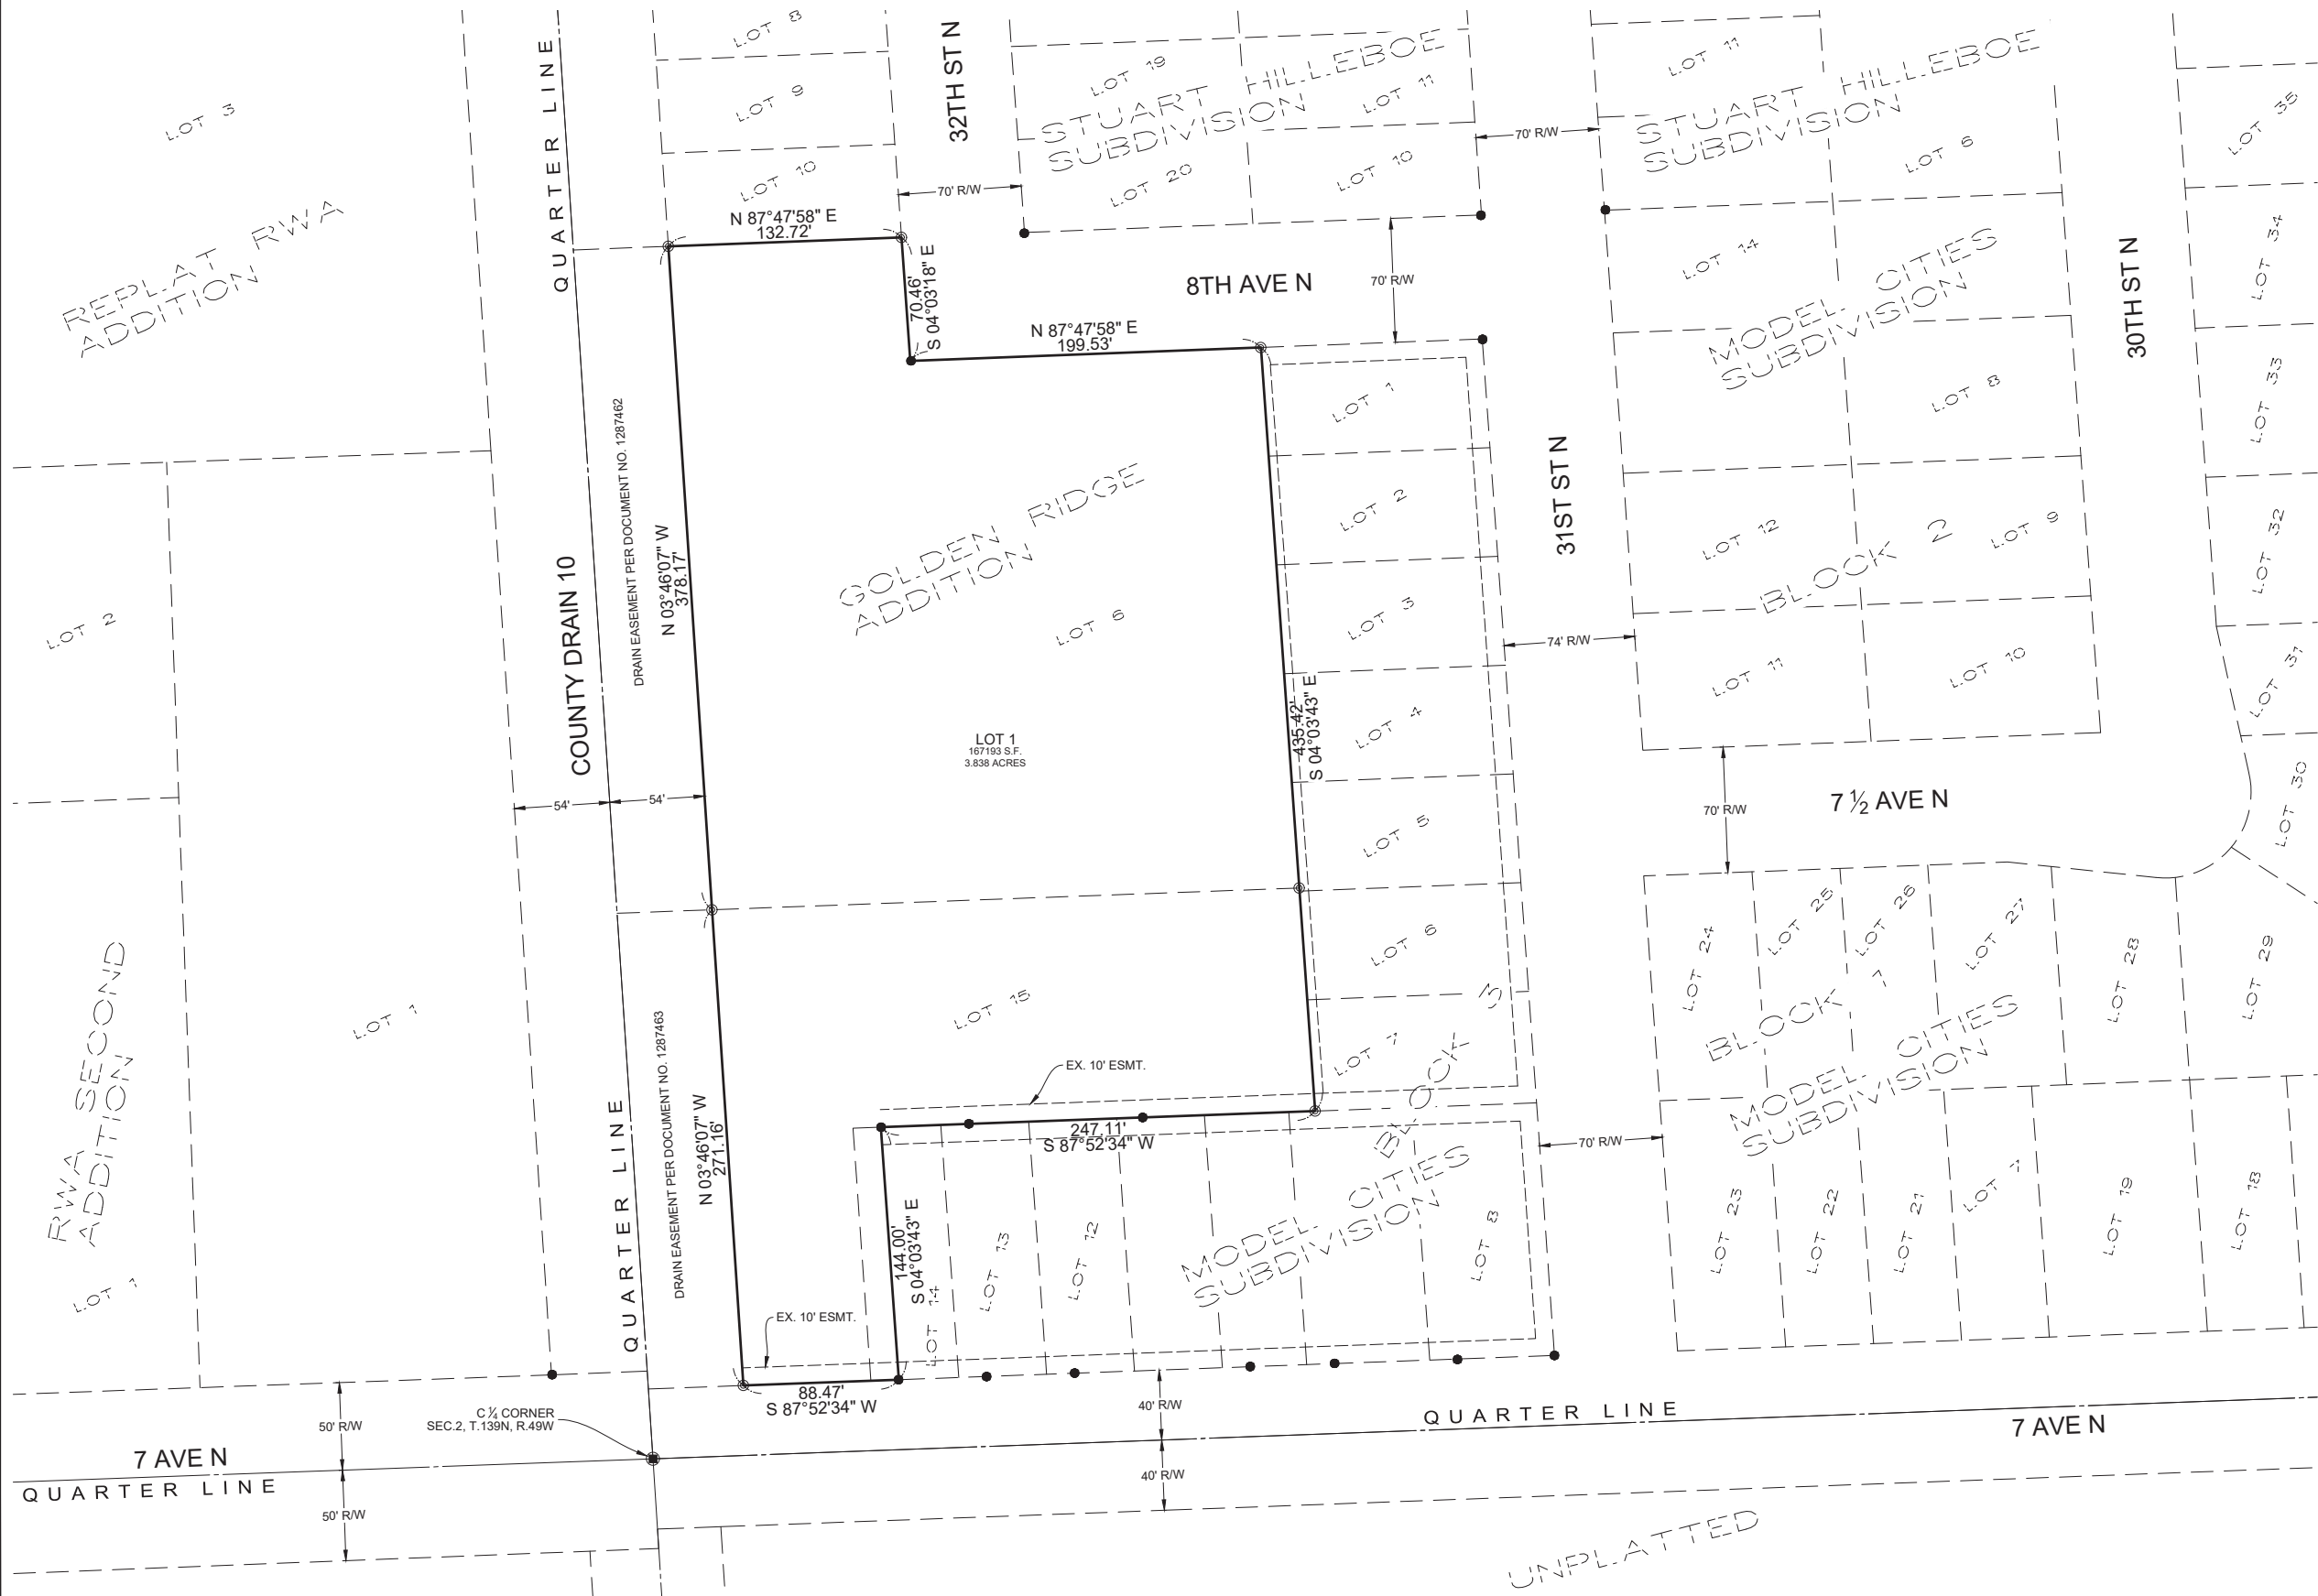 LOT 3
REPLAT RWA
ADDITION
QUARTER LINE
LOT 8
LOT 9
LOT 10
32TH ST N
70' R/W
LOT 19
STUART HILLEBOE
SUBDIVISION
LOT 11
LOT 20
LOT 10
70' R/W
LOT 11
STUART HILLEBOE
SUBDIVISION
LOT 6
LOT 35
LOT 34
LOT 33
LOT 32
LOT 31
LOT 30
30TH ST N
N 87°47'58" E
132.72'
70.46'
S 04°03'18" E
8TH AVE N
70' R/W
N 87°47'58" E
199.53'
LOT 14
MODEL CITIES
SUBDIVISION
LOT 8
LOT 12
BLOCK 2
LOT 9
LOT 11
LOT 10
31ST ST N
74' R/W
LOT 1
LOT 2
LOT 3
LOT 4
LOT 5
LOT 6
LOT 7
BLOCK 3
DRAIN EASEMENT PER DOCUMENT NO. 1287462
N 03°46'07" W
378.17'
GOLDEN RIDGE
ADDITION
LOT 6
LOT 1
167193 S.F.
3.838 ACRES
435.42'
S 04°03'43" E
COUNTY DRAIN 10
54'
54'
LOT 2
LOT 1
RWA SECOND
ADDITION
LOT 1
70' R/W
7 ½ AVE N
LOT 24
LOT 25
LOT 26
LOT 27
LOT 28
LOT 29
BLOCK 1
MODEL CITIES
SUBDIVISION
LOT 23
LOT 22
LOT 21
LOT 1
LOT 19
LOT 18
LOT 15
EX. 10' ESMT.
247.11'
S 87°52'34" W
70' R/W
QUARTER LINE
DRAIN EASEMENT PER DOCUMENT NO. 1287463
N 03°46'07" W
271.16'
144.00'
S 04°03'43" E
LOT 14
LOT 13
LOT 12
MODEL CITIES
SUBDIVISION
LOT 8
EX. 10' ESMT.
88.47'
S 87°52'34" W
C ¼ CORNER
SEC.2, T.139N, R.49W
50' R/W
7 AVE N
QUARTER LINE
50' R/W
40' R/W
40' R/W
QUARTER LINE
7 AVE N
UNPLATTED